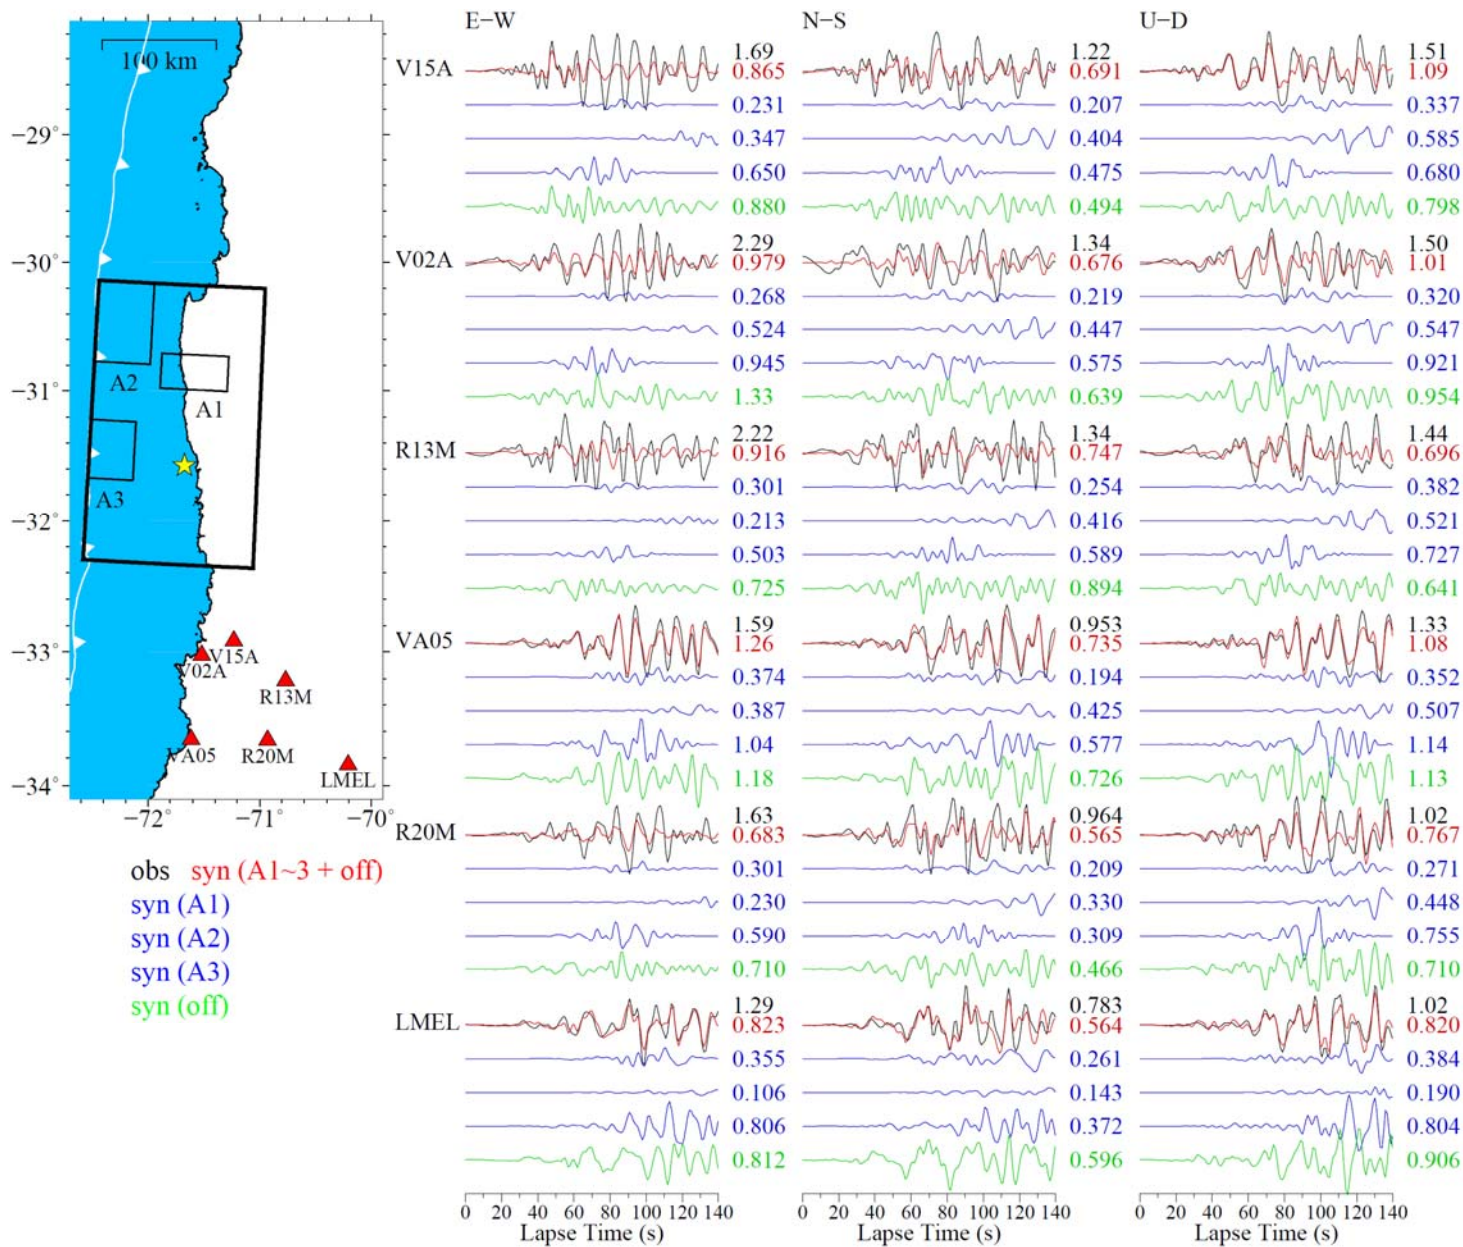 E−W
N−S
U−D
100 km
−29°
−30°
−31°
−32°
−33°
−34°
−72°
−71°
−70°
A2
A1
A3
V15A
V02A
R13M
VA05
R20M
LMEL
obs syn (A1~3 + off)
syn (A1)
syn (A2)
syn (A3)
syn (off)
V15A
1.69 1.22 1.51
0.865 0.691 1.09
0.231 0.207 0.337
0.347 0.404 0.585
0.650 0.475 0.680
0.880 0.494 0.798
V02A
2.29 1.34 1.50
0.979 0.676 1.01
0.268 0.219 0.320
0.524 0.447 0.547
0.945 0.575 0.921
1.33 0.639 0.954
R13M
2.22 1.34 1.44
0.916 0.747 0.696
0.301 0.254 0.382
0.213 0.416 0.521
0.503 0.589 0.727
0.725 0.894 0.641
VA05
1.59 0.953 1.33
1.26 0.735 1.08
0.374 0.194 0.352
0.387 0.425 0.507
1.04 0.577 1.14
1.18 0.726 1.13
R20M
1.63 0.964 1.02
0.683 0.565 0.767
0.301 0.209 0.271
0.230 0.330 0.448
0.590 0.309 0.755
0.710 0.466 0.710
LMEL
1.29 0.783 1.02
0.823 0.564 0.820
0.355 0.261 0.384
0.106 0.143 0.190
0.806 0.372 0.804
0.812 0.596 0.906
0 20 40 60 80 100 120 140
0 20 40 60 80 100 120 140
0 20 40 60 80 100 120 140
Lapse Time (s)
Lapse Time (s)
Lapse Time (s)